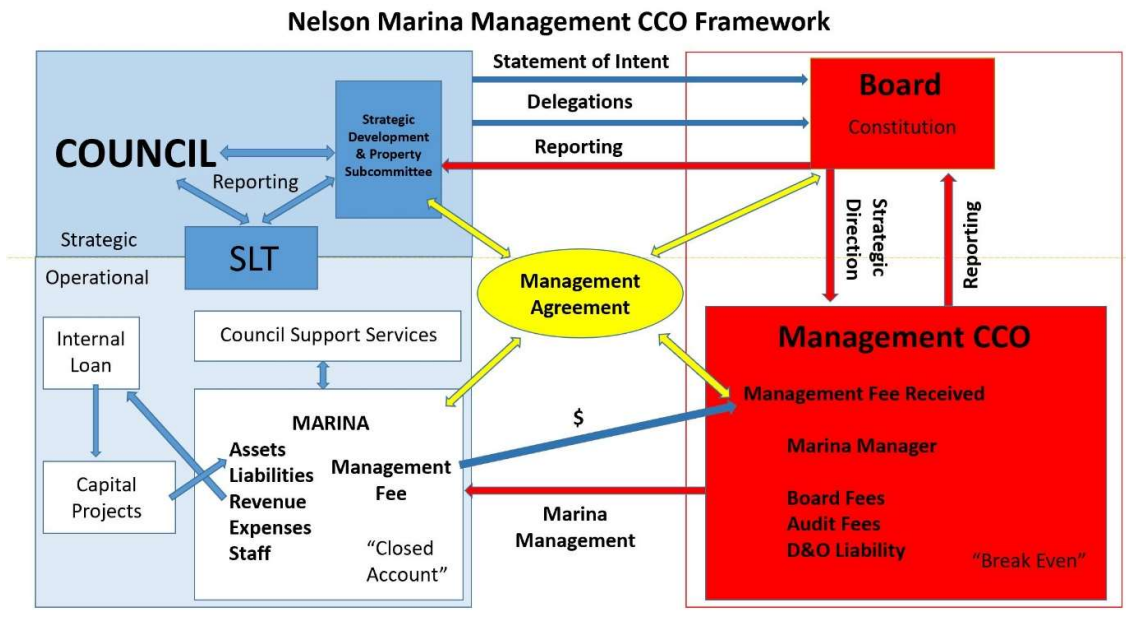 Nelson Marina Management CCO Framework
Statement of Intent
Delegations
Reporting
Strategic
Development
& Property
Subcommittee
COUNCIL
Reporting
SLT
Strategic
Operational
Board
Constitution
Strategic
Direction
Reporting
Management
Agreement
Internal
Loan
Council Support Services
Capital
Projects
MARINA
Assets
Liabilities
Revenue
Expenses
Staff
Management
Fee
“Closed
Account”
$
Marina
Management
Management CCO
Management Fee Received
Marina Manager
Board Fees
Audit Fees
D&O Liability
“Break Even”